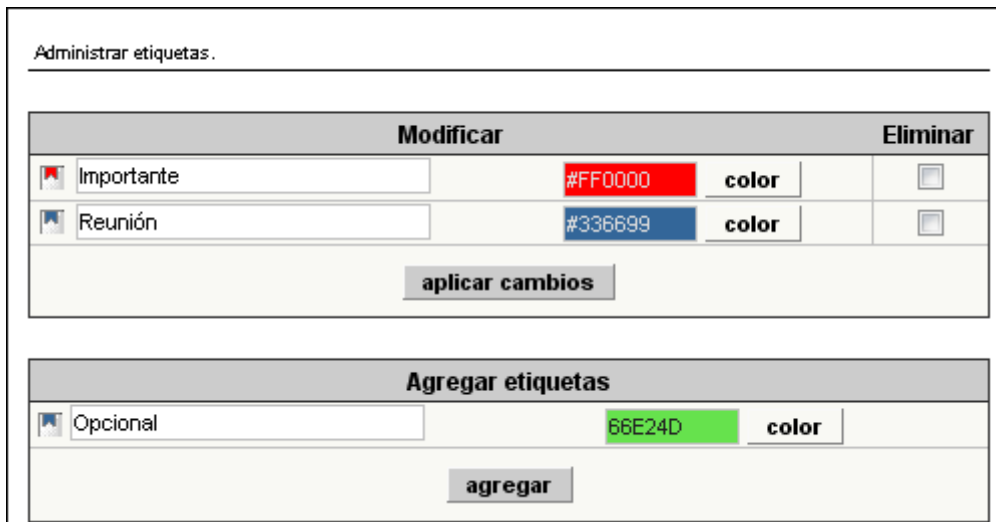 Administrar etiquetas.
Modificar Eliminar
Importante #FF0000 color
Reunión #336699 color
aplicar cambios
Agregar etiquetas
Opcional 66E24D color
agregar